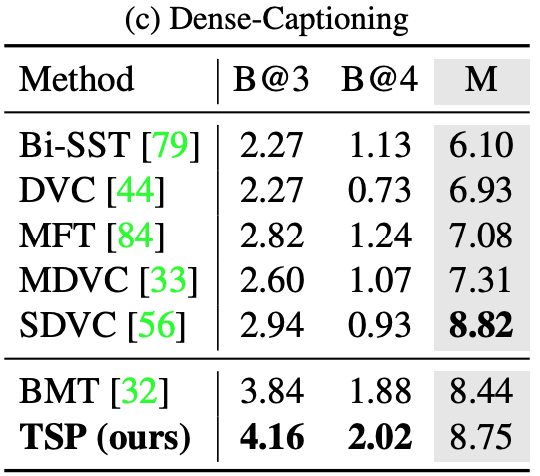 (c) Dense-Captioning
Method B@3 B@4 M
Bi-SST [79] 2.27 1.13 6.10
DVC [44] 2.27 0.73 6.93
MFT [84] 2.82 1.24 7.08
MDVC [33] 2.60 1.07 7.31
SDVC [56] 2.94 0.93 8.82
BMT [32] 3.84 1.88 8.44
TSP (ours) 4.16 2.02 8.75